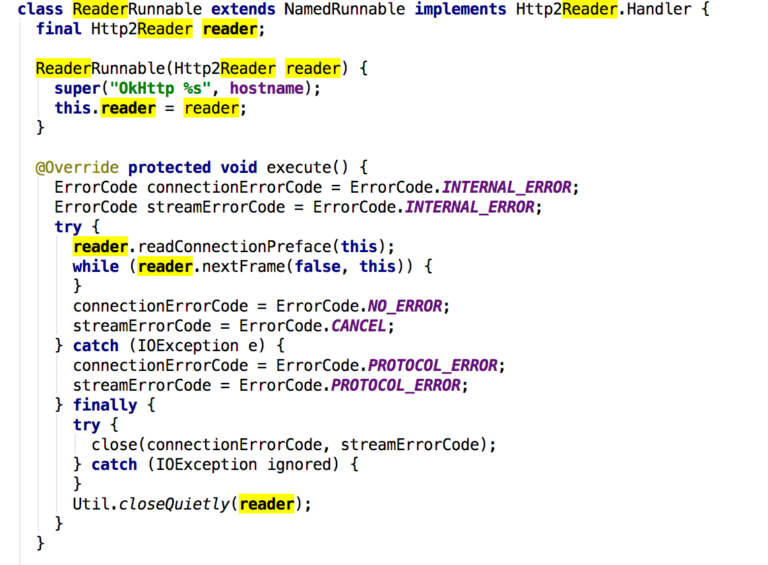 class ReaderRunnable extends NamedRunnable implements Http2Reader.Handler {
final Http2Reader reader;
ReaderRunnable(Http2Reader reader) {
super("OkHttp %s", hostname);
this.reader = reader;
}
@Override protected void execute() {
ErrorCode connectionErrorCode = ErrorCode.INTERNAL_ERROR;
ErrorCode streamErrorCode = ErrorCode.INTERNAL_ERROR;
try {
reader.readConnectionPreface(this);
while (reader.nextFrame(false, this)) {
}
connectionErrorCode = ErrorCode.NO_ERROR;
streamErrorCode = ErrorCode.CANCEL;
} catch (IOException e) {
connectionErrorCode = ErrorCode.PROTOCOL_ERROR;
streamErrorCode = ErrorCode.PROTOCOL_ERROR;
} finally {
try {
close(connectionErrorCode, streamErrorCode);
} catch (IOException ignored) {
}
Util.closeQuietly(reader);
}
}